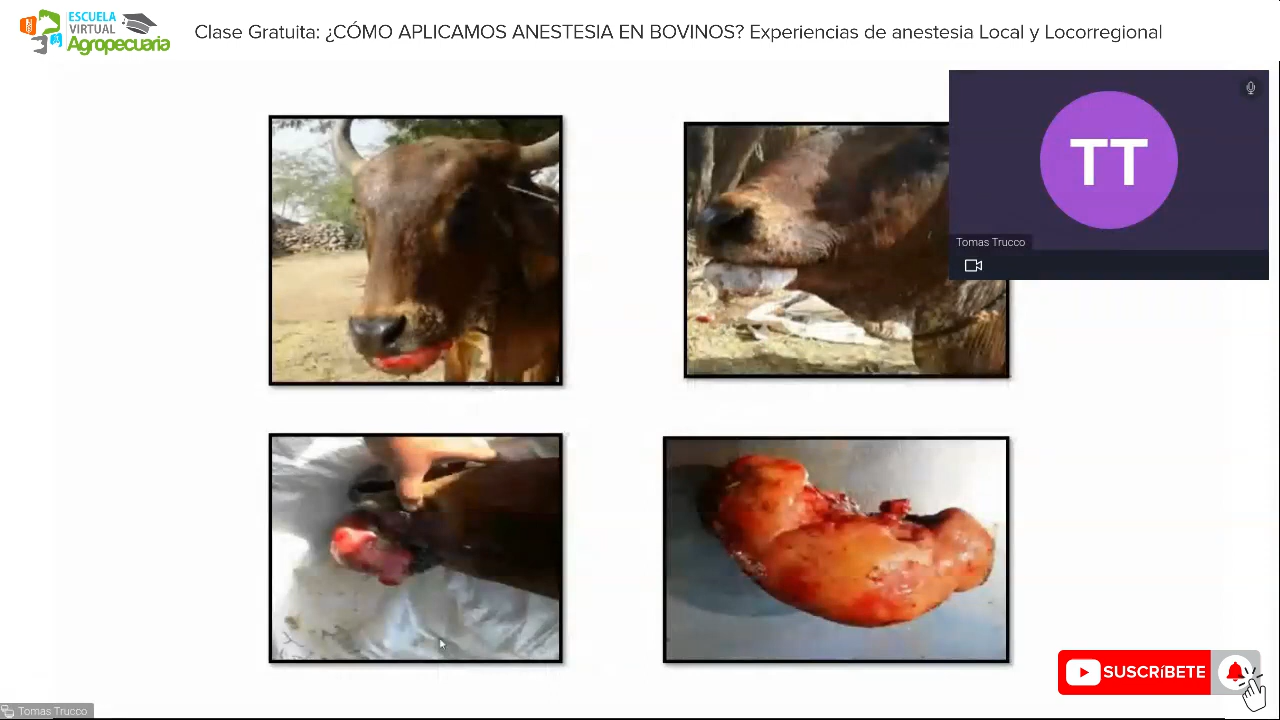 ESCUELA
VIRTUAL
Agropecuaria
Clase Gratuita: ¿CÓMO APLICAMOS ANESTESIA EN BOVINOS? Experiencias de anestesia Local y Locorregional
TT
Tomas Trucco
SUSCRíBETE
Tomas Trucco